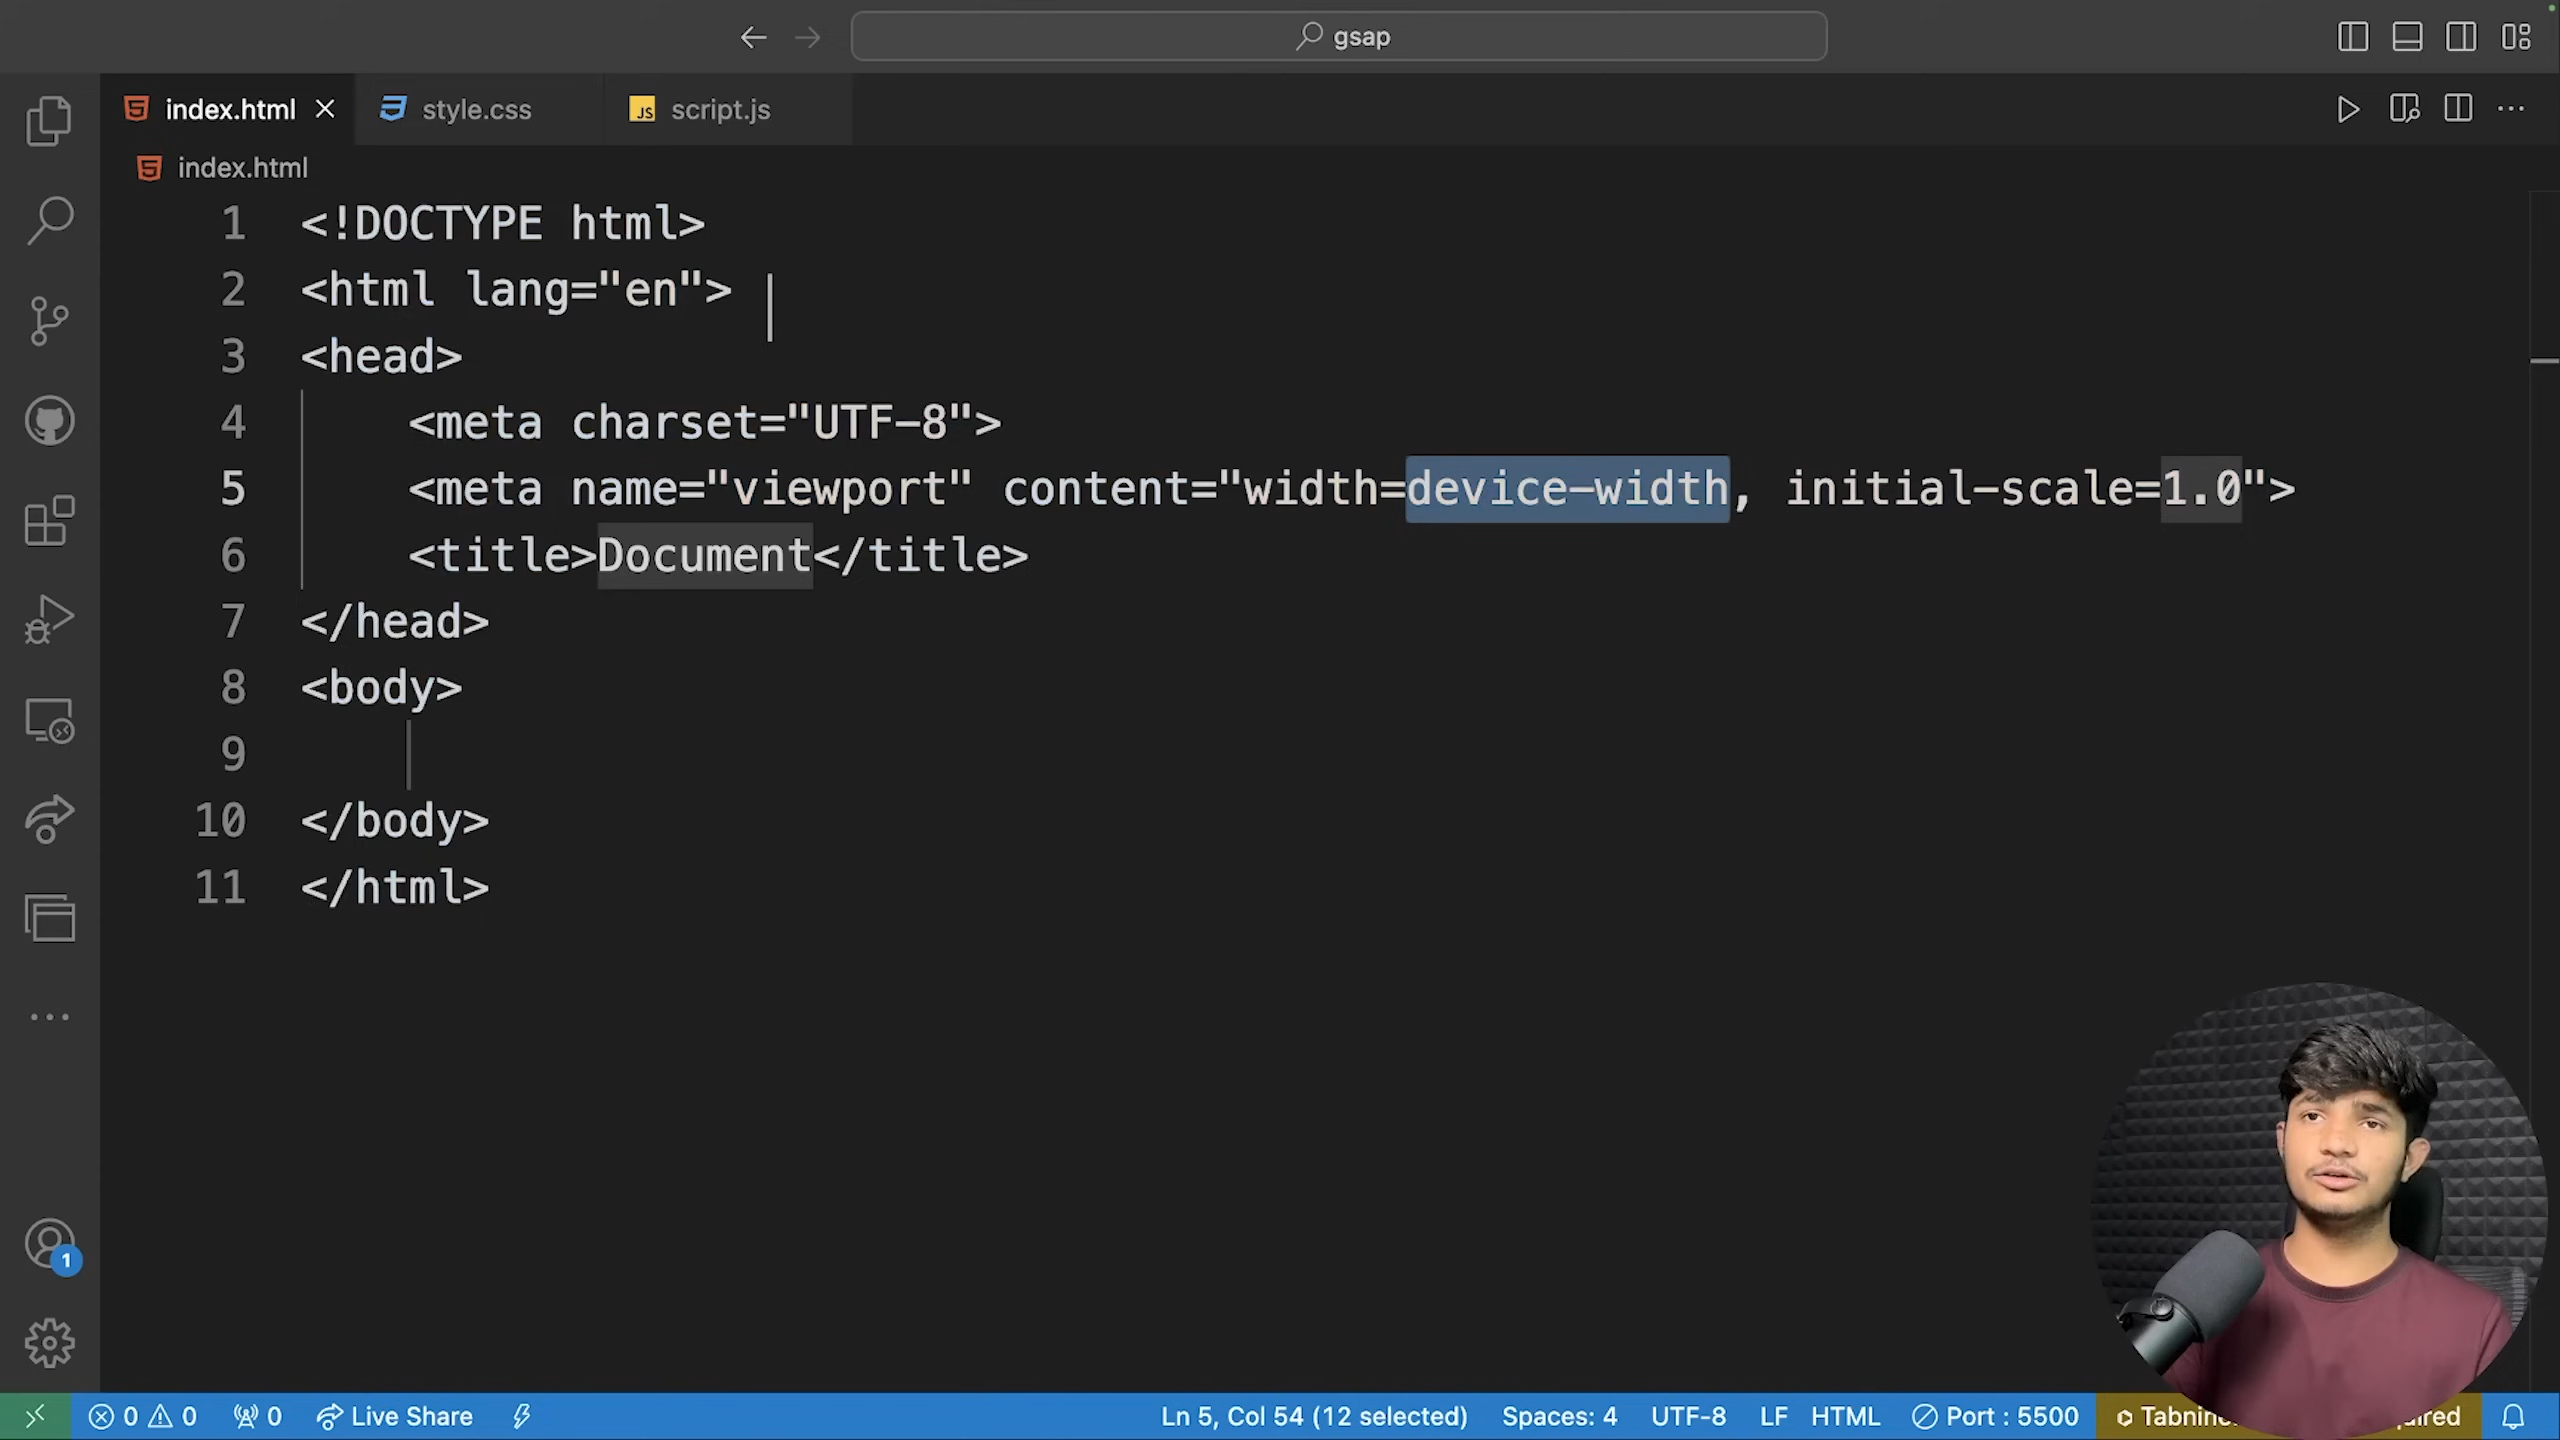 gsap
index.html style.css JS script.js
index.html
1 <!DOCTYPE html>
2 <html lang="en">
3 <head>
4 <meta charset="UTF-8">
5 <meta name="viewport" content="width=device-width, initial-scale=1.0">
6 <title>Document</title>
7 </head>
8 <body>
9
10 </body>
11 </html>
1
0 0 0 Live Share Ln 5, Col 54 (12 selected) Spaces: 4 UTF-8 LF HTML Port : 5500